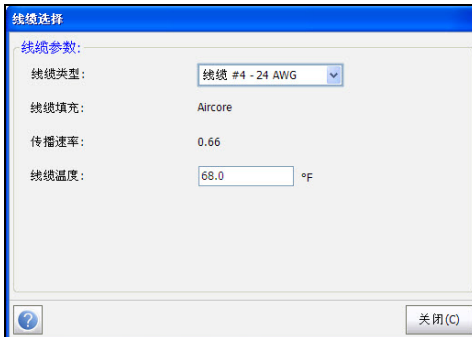 线缆选择
线缆参数:
线缆类型: 线缆 #4 - 24 AWG
线缆填充: Aircore
传播速率: 0.66
线缆温度: 68.0 °F
? 关闭(C)